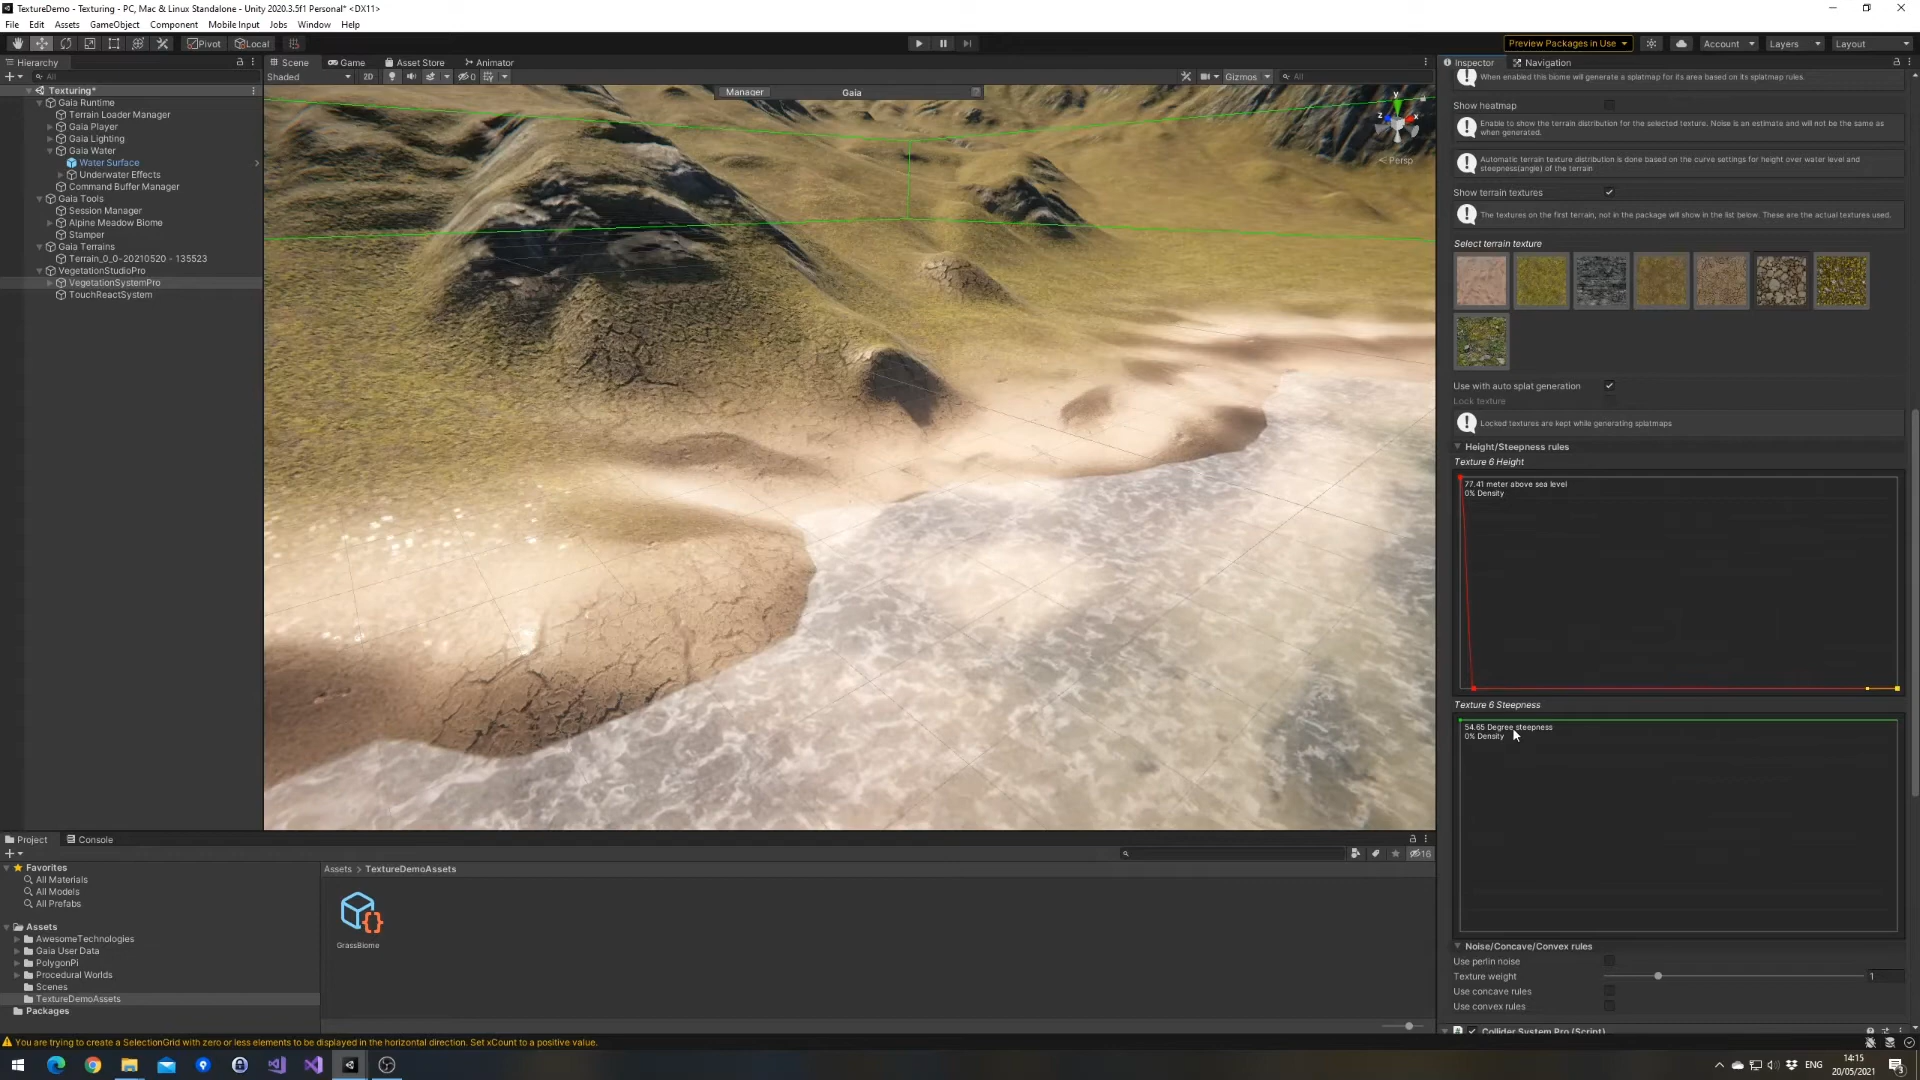 TextureDemo - Texturing - PC, Mac & Linux Standalone - Unity 2020.3.5f1 Personal* <DX11>
File Edit Assets GameObject Component Mobile Input Jobs Window Help
Pivot Local
Preview Packages in Use Account Layers Layout
Hierarchy
All
Texturing*
Gaia Runtime
Terrain Loader Manager
Gaia Player
Gaia Lighting
Gaia Water
Water Surface
Underwater Effects
Command Buffer Manager
Gaia Tools
Session Manager
Alpine Meadow Biome
Stamper
Gaia Terrains
Terrain_0_0-20210520 - 135523
VegetationStudioPro
VegetationSystemPro
TouchReactSystem
Scene Game Asset Store Animator
Shaded 2D 0 Gizmos All
Manager Gaia
y
x
z
< Persp
Inspector Navigation
When enabled this biome will generate a splatmap for its area based on its splatmap rules.
Show heatmap
Enable to show the terrain distribution for the selected texture. Noise is an estimate and will not be the same as
when generated.
Automatic terrain texture distribution is done based on the curve settings for height over water level and
steepness(angle) of the terrain
Show terrain textures
The textures on the first terrain, not in the package will show in the list below. These are the actual textures used.
Select terrain texture
Use with auto splat generation
Lock texture
Locked textures are kept while generating splatmaps
Height/Steepness rules
Texture 6 Height
77.41 meter above sea level
0% Density
Texture 6 Steepness
54.65 Degree steepness
0% Density
Noise/Concave/Convex rules
Use perlin noise
Texture weight 1
Use concave rules
Use convex rules
Collider System Pro (Script)
Project Console
16
Favorites
All Materials
All Models
All Prefabs
Assets
AwesomeTechnologies
Gaia User Data
PolygonPi
Procedural Worlds
Scenes
TextureDemoAssets
Packages
Assets > TextureDemoAssets
GrassBiome
You are trying to create a SelectionGrid with zero or less elements to be displayed in the horizontal direction. Set xCount to a positive value.
ENG
14:15
20/05/2021
3